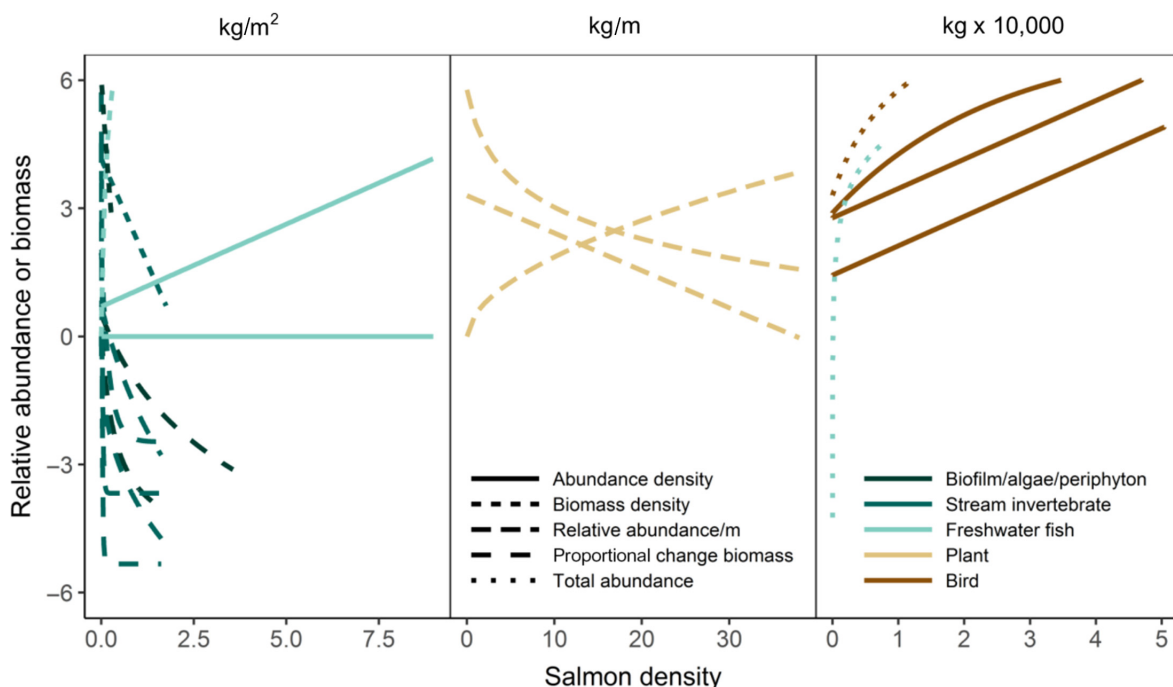 kg/m²
kg/m
kg x 10,000
Relative abundance or biomass
6
3
0
−3
−6
Abundance density
Biomass density
Relative abundance/m
Proportional change biomass
Total abundance
Biofilm/algae/periphyton
Stream invertebrate
Freshwater fish
Plant
Bird
0.0 2.5 5.0 7.5
0 10 20 30
0 1 2 3 4 5
Salmon density